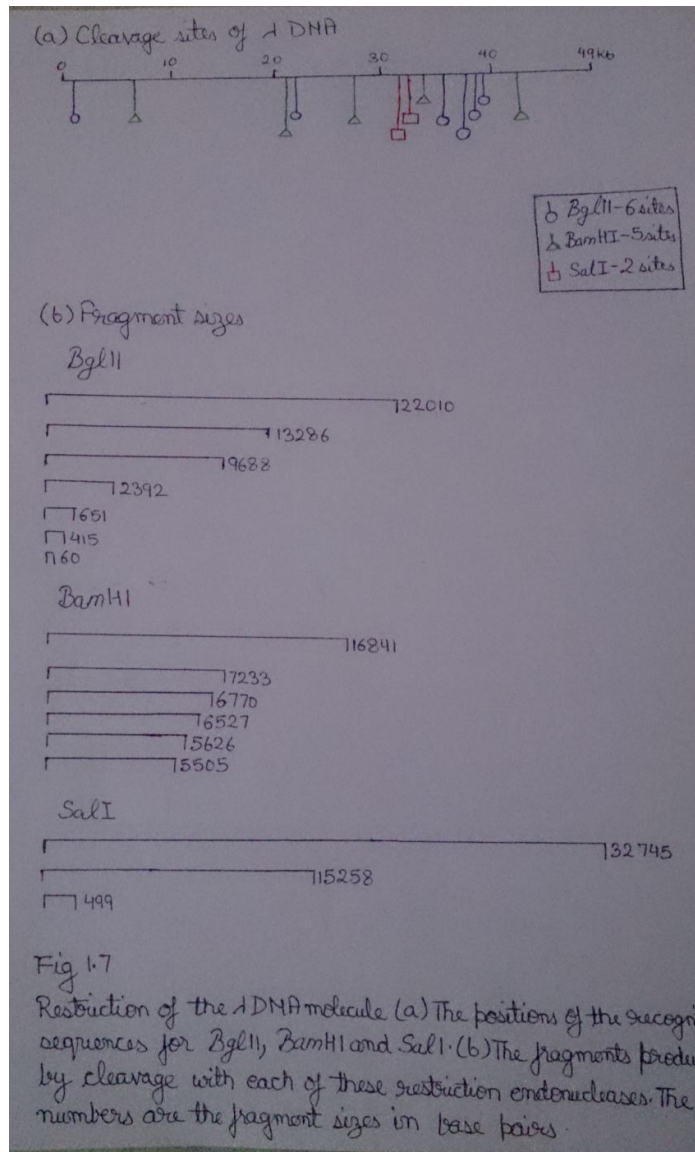 (a) Cleavage sites of λ DNA
0 10 20 30 40 49kb
BglII-6 sites
BamHI-5 sites
SalI-2 sites
(b) Fragment sizes
BglII
22010
13286
9688
2392
651
415
60
BamHI
16841
7233
6770
6527
5626
5505
SalI
32745
15258
499
Fig 1.7
Restriction of the λ DNA molecule (a) The positions of the recogni
sequences for BglII, BamHI and SalI. (b) The fragments produ
by cleavage with each of these restriction endonucleases. The
numbers are the fragment sizes in base pairs.